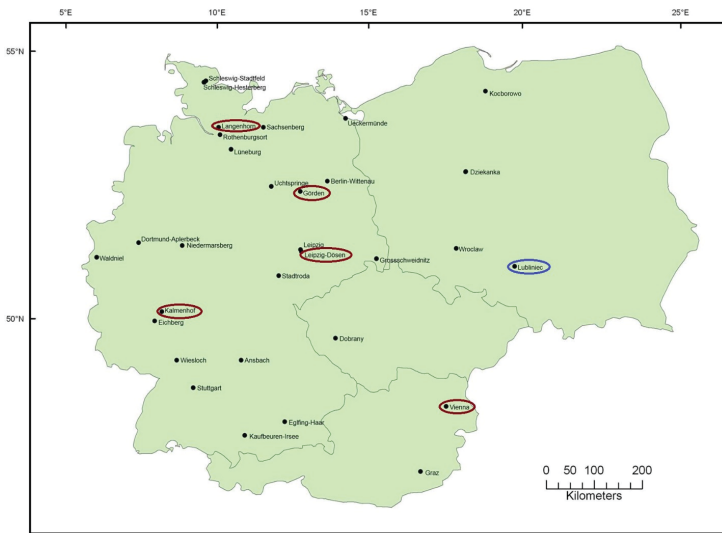 5°E 10°E 15°E 20°E 25°E
55°N
Schleswig-Stadtfeld
Schleswig-Hesterberg
Kocborowo
Langenhorn
Sachsenberg
Ueckermünde
Rothenburgsort
Lüneburg
Dziekanka
Uchtspringe
Berlin-Wittenau
Görden
Dortmund-Aplerbeck
Niedermarsberg
Leipzig
Wroclaw
Waldniel
Leipzig-Dösen
Grossschweidnitz
Lubliniec
Stadtroda
50°N
Kalmenhof
Eichberg
Dobrany
Wiesloch
Ansbach
Stuttgart
Vienna
Eglfing-Haar
Kaufbeuren-Irsee
Graz
0 50 100 200
Kilometers